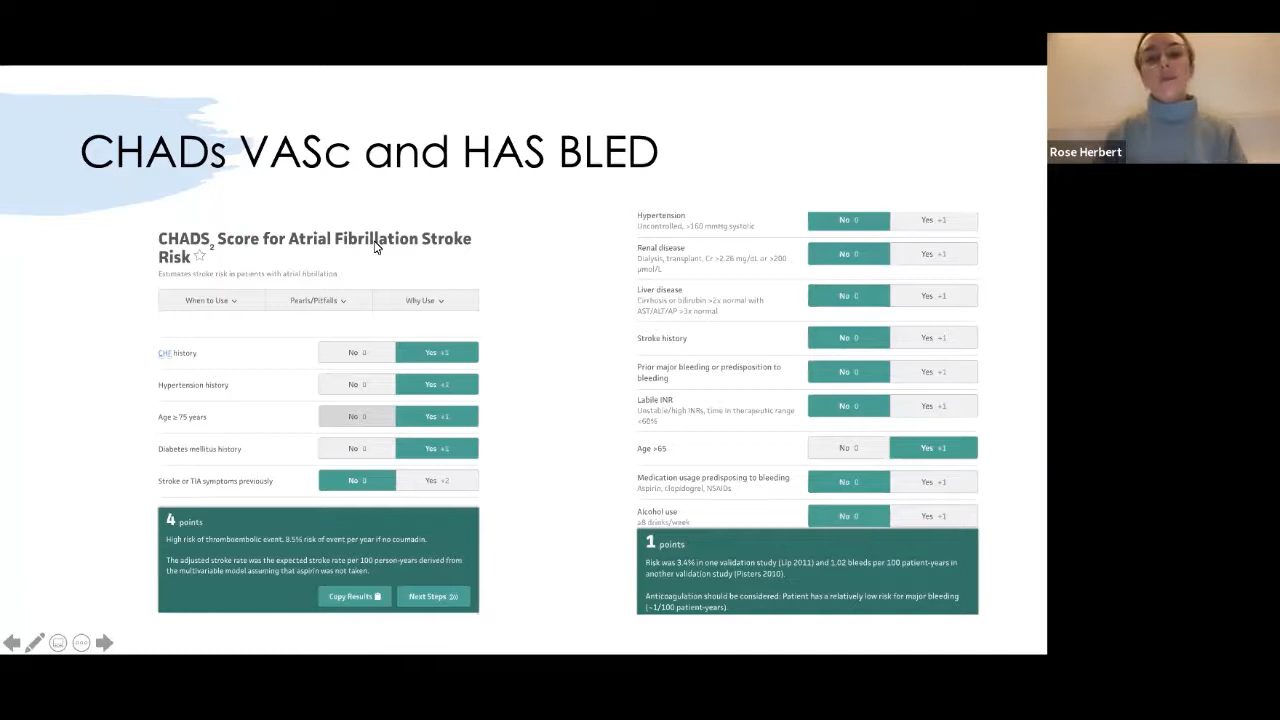 CHADs VASc and HAS BLED
Rose Herbert
CHADS2 Score for Atrial Fibrillation Stroke
Risk
Estimates stroke risk in patients with atrial fibrillation.
When to Use
Pearls/Pitfalls
Why Use
CHF history
No 0
Yes +1
Hypertension history
No 0
Yes +1
Age ≥ 75 years
No 0
Yes +1
Diabetes mellitus history
No 0
Yes +1
Stroke or TIA symptoms previously
No 0
Yes +2
4 points
High risk of thromboembolic event. 8.5% risk of event per year if no coumadin.
The adjusted stroke rate was the expected stroke rate per 100 person-years derived from
the multivariable model assuming that aspirin was not taken.
Copy Results
Next Steps
Hypertension
Uncontrolled, >160 mmHg systolic
No 0
Yes +1
Renal disease
Dialysis, transplant, Cr >2.26 mg/dL or >200
µmol/L
No 0
Yes +1
Liver disease
Cirrhosis or bilirubin >2x normal with
AST/ALT/AP >3x normal
No 0
Yes +1
Stroke history
No 0
Yes +1
Prior major bleeding or predisposition to
bleeding
No 0
Yes +1
Labile INR
Unstable/high INRs, time in therapeutic range
<60%
No 0
Yes +1
Age >65
No 0
Yes +1
Medication usage predisposing to bleeding
Aspirin, clopidogrel, NSAIDs
No 0
Yes +1
Alcohol use
≥8 drinks/week
No 0
Yes +1
1 points
Risk was 3.4% in one validation study (Lip 2011) and 1.02 bleeds per 100 patient-years in
another validation study (Pisters 2010).
Anticoagulation should be considered: Patient has a relatively low risk for major bleeding
(~1/100 patient-years).